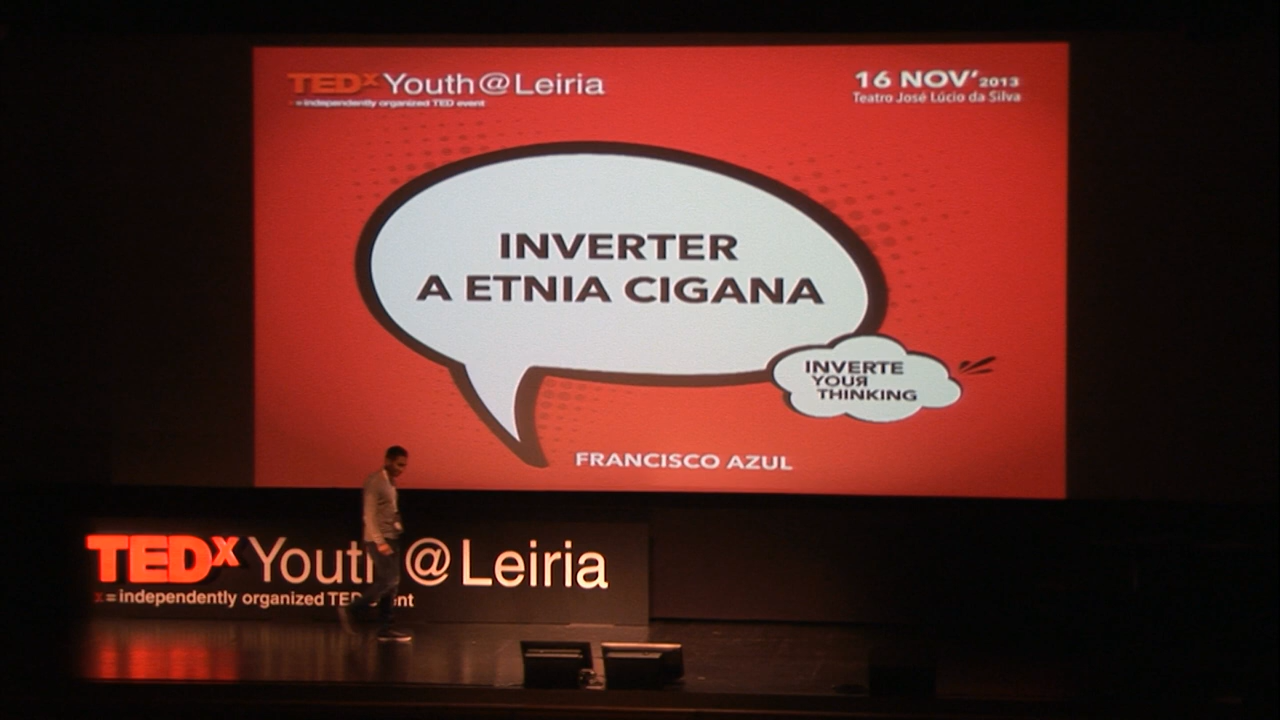 TEDx Youth@Leiria
x=independently organized TED event
16 NOV'2013
Teatro José Lúcio da Silva
INVERTER
A ETNIA CIGANA
INVERTE
YOUR
THINKING
FRANCISCO AZUL
TEDx Youth @ Leiria
x=independently organized TED event